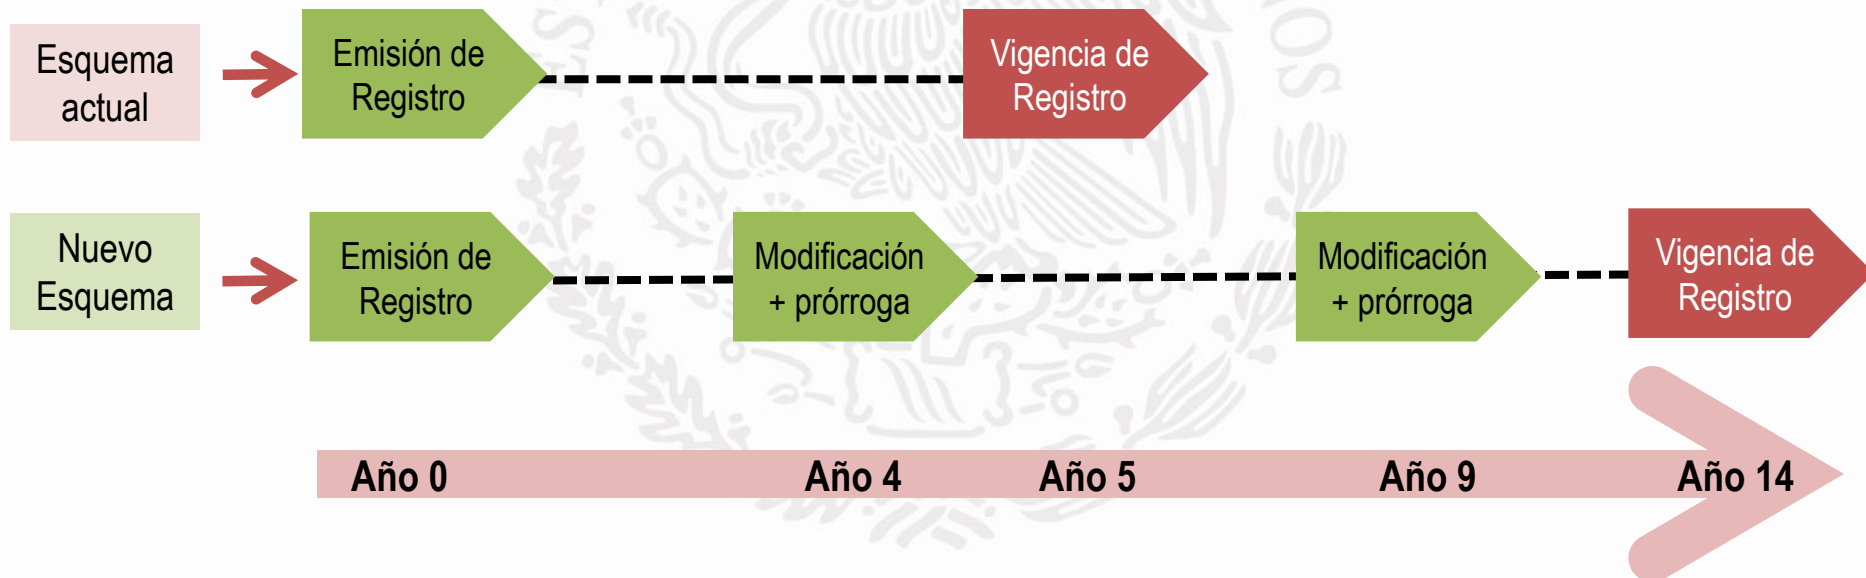 Esquema
actual
Emisión de
Registro
Vigencia de
Registro
Nuevo
Esquema
Emisión de
Registro
Modificación
+ prórroga
Modificación
+ prórroga
Vigencia de
Registro
Año 0
Año 4
Año 5
Año 9
Año 14